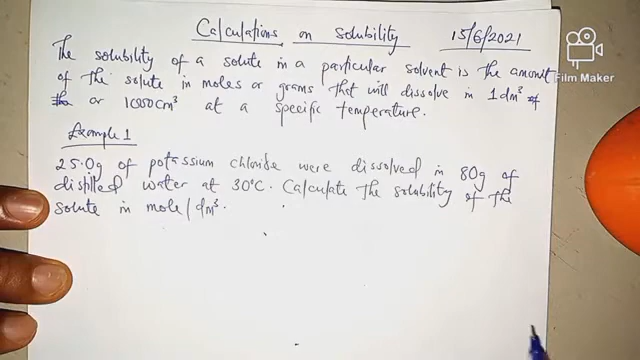 Calculations on Solubility 15/6/2021
The solubility of a solute in a particular solvent is the amount
of the solute in moles or grams that will dissolve in 1dm³ of
or 1000cm³ at a specific temperature.
Example 1
25.0g of potassium chloride were dissolved in 80g of
distilled water at 30°C. Calculate the solubility of the
solute in mole/dm³.
Film Maker